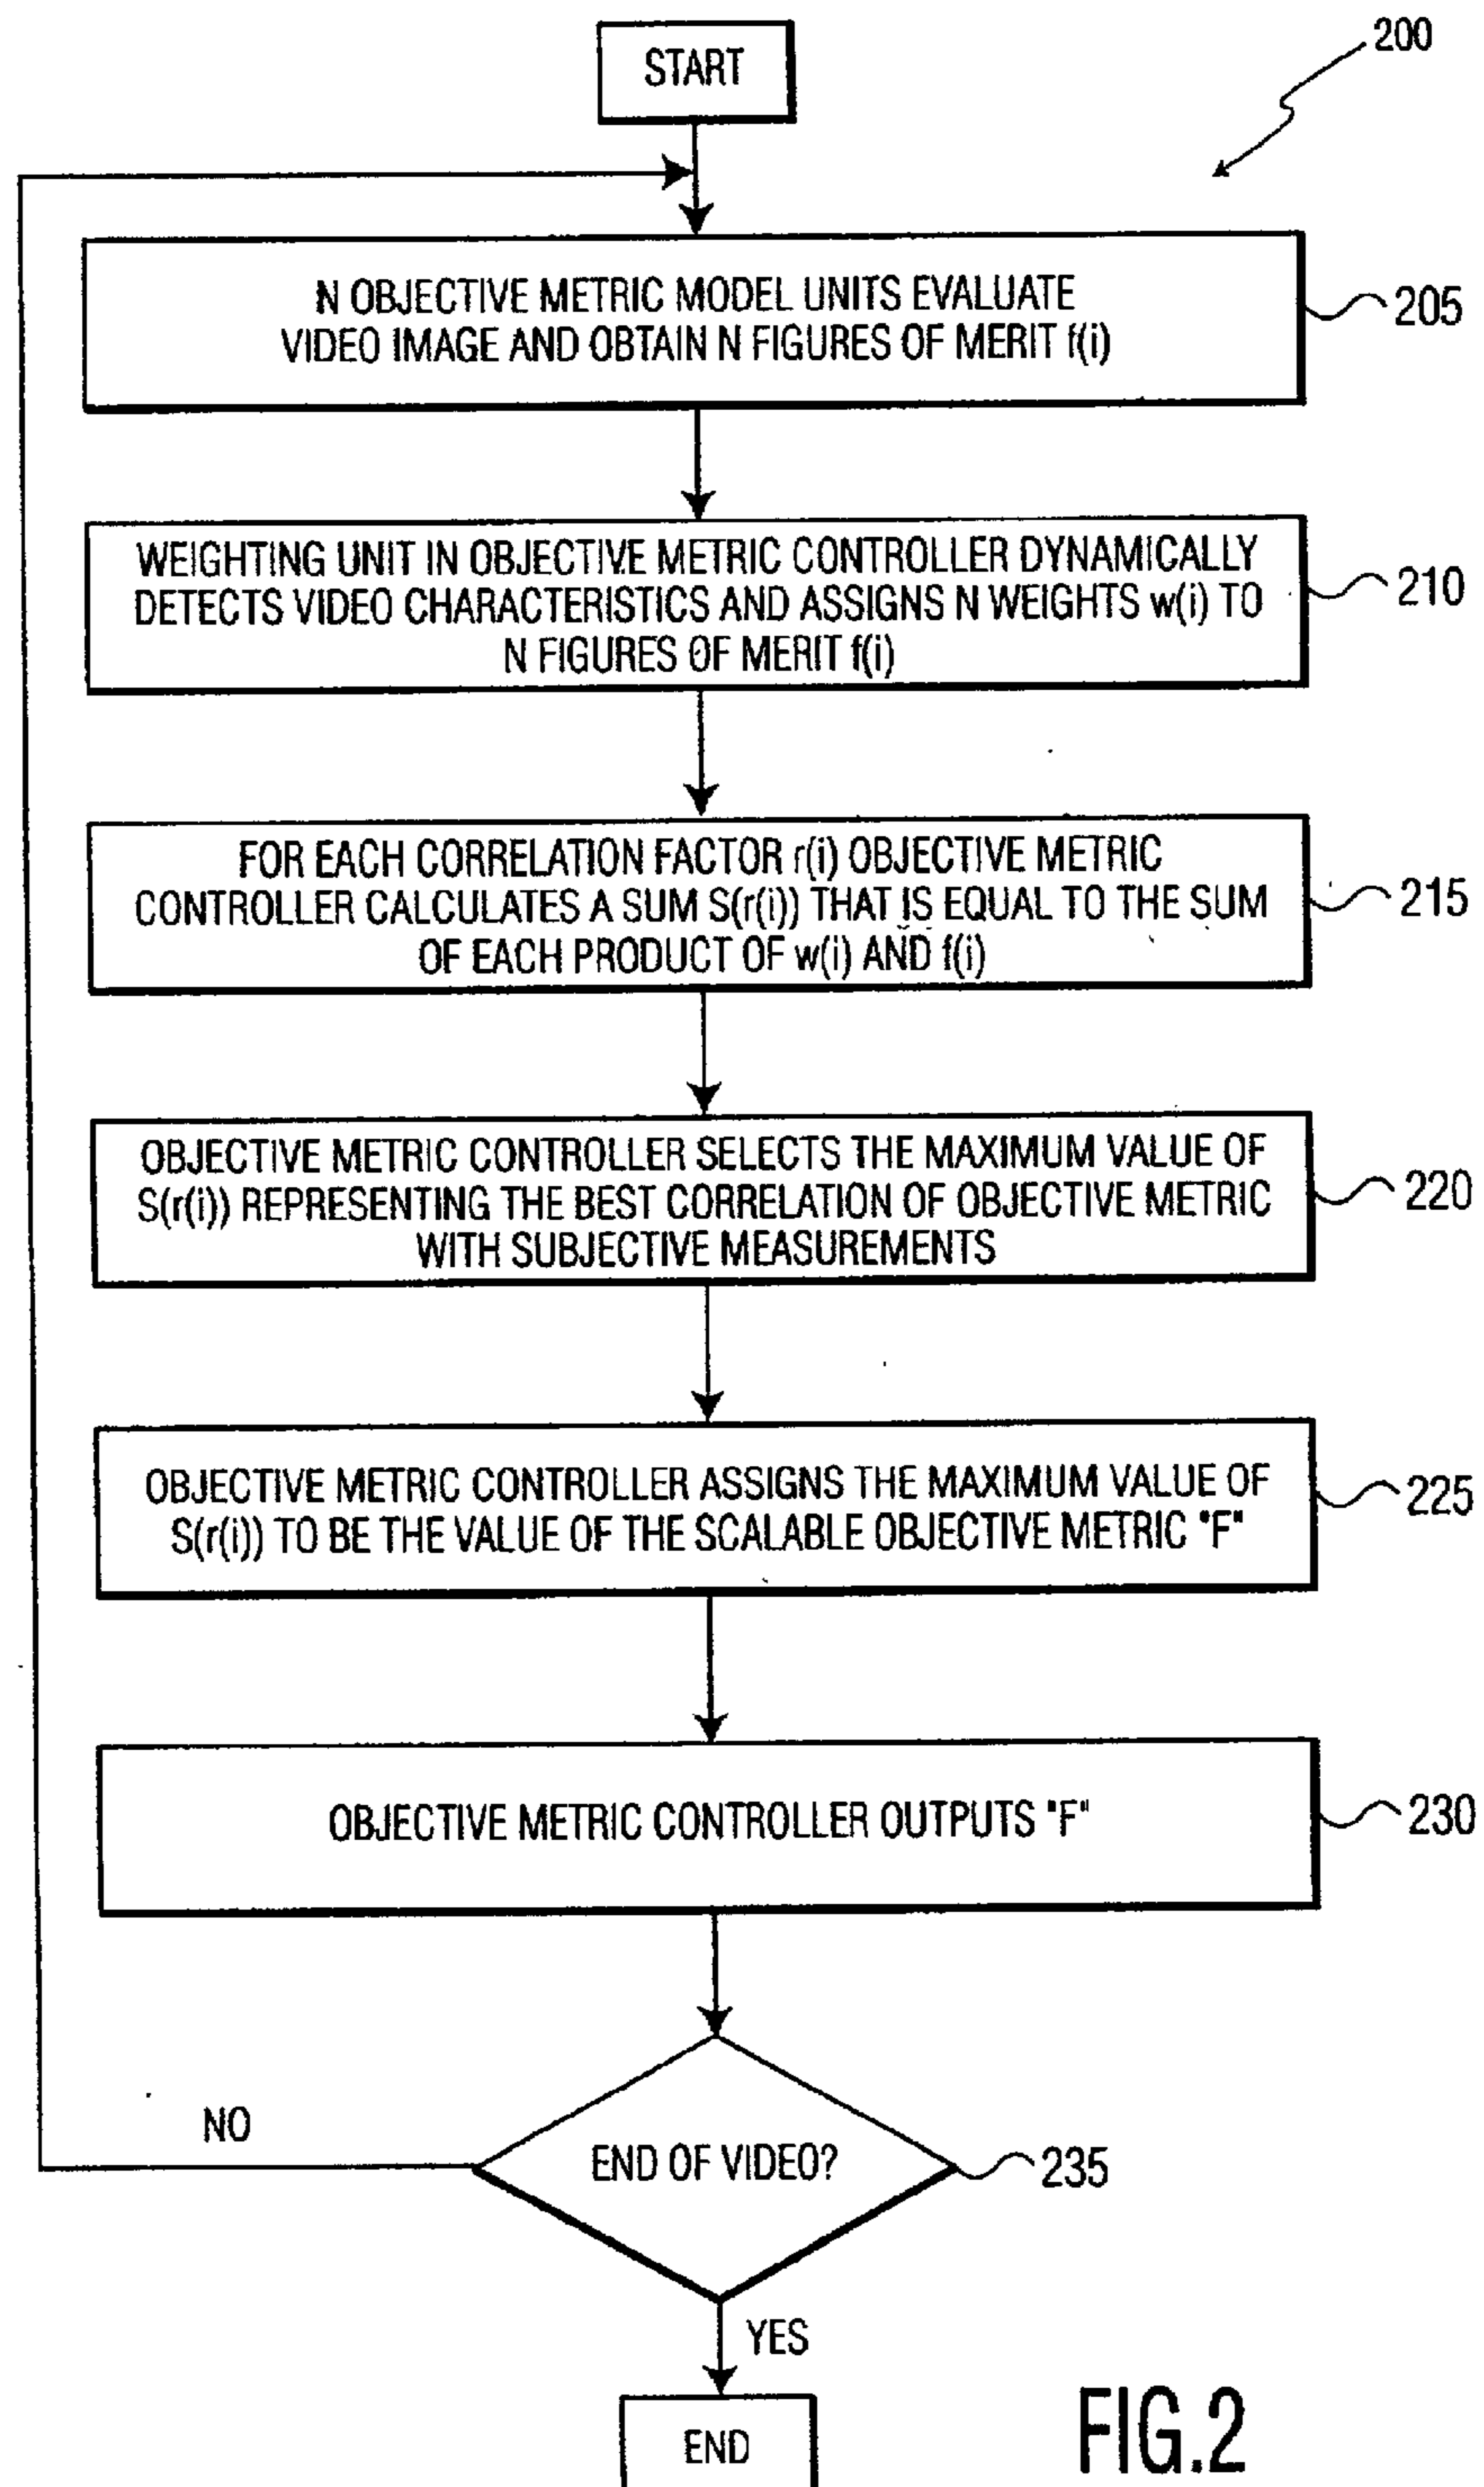 START
200
N OBJECTIVE METRIC MODEL UNITS EVALUATE
VIDEO IMAGE AND OBTAIN N FIGURES OF MERIT f(i)
205
WEIGHTING UNIT IN OBJECTIVE METRIC CONTROLLER DYNAMICALLY
DETECTS VIDEO CHARACTERISTICS AND ASSIGNS N WEIGHTS w(i) TO
N FIGURES OF MERIT f(i)
210
FOR EACH CORRELATION FACTOR r(i) OBJECTIVE METRIC
CONTROLLER CALCULATES A SUM S(r(i)) THAT IS EQUAL TO THE SUM
OF EACH PRODUCT OF w(i) AND f(i)
215
OBJECTIVE METRIC CONTROLLER SELECTS THE MAXIMUM VALUE OF
S(r(i)) REPRESENTING THE BEST CORRELATION OF OBJECTIVE METRIC
WITH SUBJECTIVE MEASUREMENTS
220
OBJECTIVE METRIC CONTROLLER ASSIGNS THE MAXIMUM VALUE OF
S(r(i)) TO BE THE VALUE OF THE SCALABLE OBJECTIVE METRIC "F"
225
OBJECTIVE METRIC CONTROLLER OUTPUTS "F"
230
NO
END OF VIDEO?
235
YES
END
FIG.2